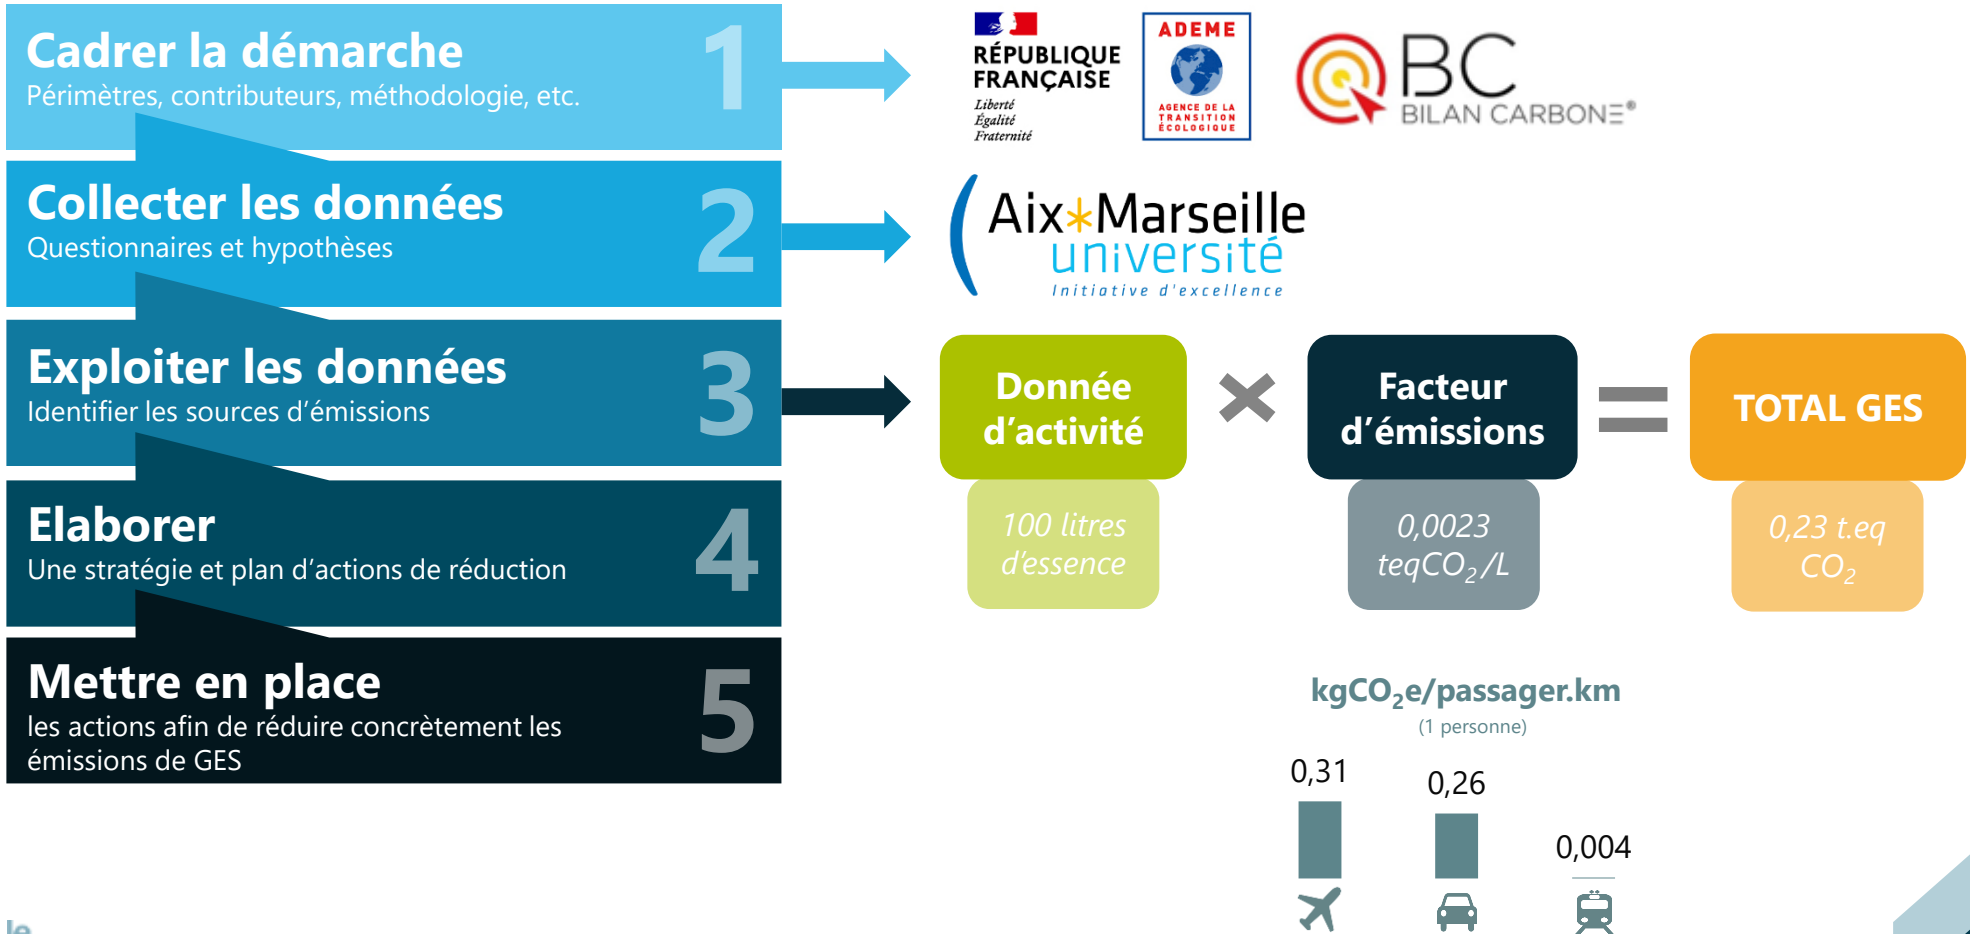 Cadrer la démarche
Périmètres, contributeurs, méthodologie, etc.
1
RÉPUBLIQUE
FRANÇAISE
Liberté
Égalité
Fraternité
ADEME
AGENCE DE LA
TRANSITION
ÉCOLOGIQUE
BC
BILAN CARBONE®
Collecter les données
Questionnaires et hypothèses
2
Aix*Marseille
université
Initiative d'excellence
Exploiter les données
Identifier les sources d’émissions
3
Donnée
d’activité
×
Facteur
d’émissions
=
TOTAL GES
100 litres
d’essence
0,0023
teqCO₂/L
0,23 t.eq
CO₂
Elaborer
Une stratégie et plan d’actions de réduction
4
Mettre en place
les actions afin de réduire concrètement les
émissions de GES
5
kgCO₂e/passager.km
(1 personne)
0,31
0,26
0,004
le